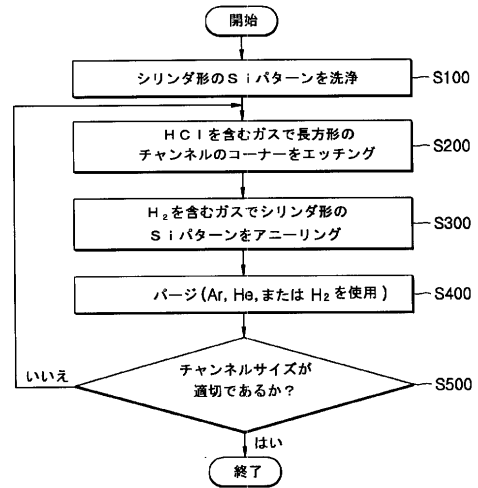 開始
シリンダ形のSiパターンを洗浄
S100
HClを含むガスで長方形の
チャンネルのコーナーをエッチング
S200
H₂を含むガスでシリンダ形の
Siパターンをアニーリング
S300
パージ(Ar, He, または H₂ を使用)
S400
チャンネルサイズが
適切であるか?
S500
いいえ
はい
終了